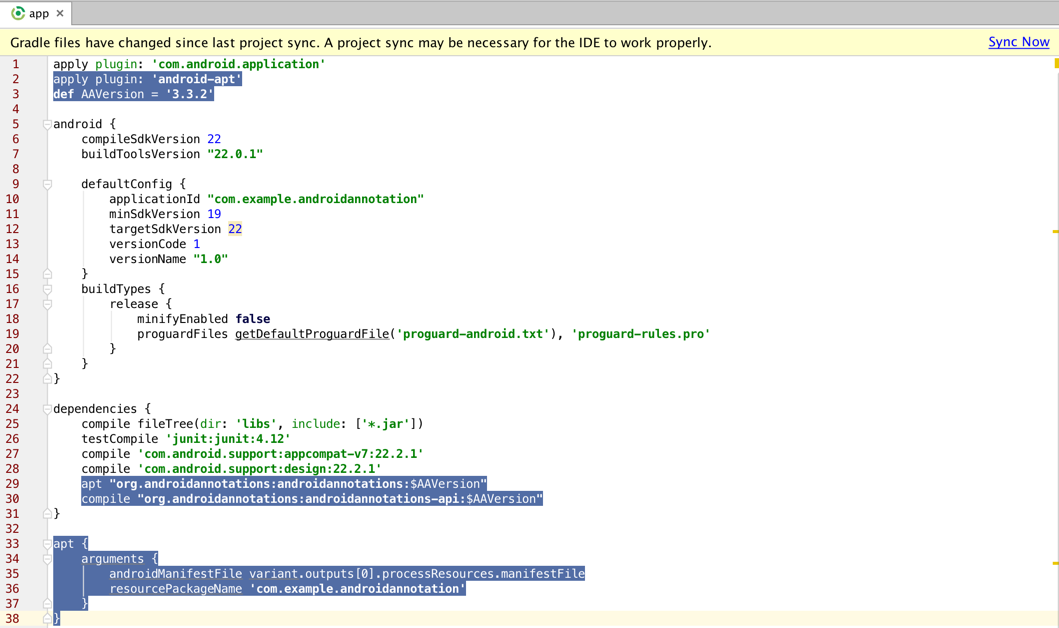 app ×
Gradle files have changed since last project sync. A project sync may be necessary for the IDE to work properly. Sync Now
1 apply plugin: 'com.android.application'
2 apply plugin: 'android-apt'
3 def AAVersion = '3.3.2'
4
5 android {
6     compileSdkVersion 22
7     buildToolsVersion "22.0.1"
8
9     defaultConfig {
10         applicationId "com.example.androidannotation"
11         minSdkVersion 19
12         targetSdkVersion 22
13         versionCode 1
14         versionName "1.0"
15     }
16     buildTypes {
17         release {
18             minifyEnabled false
19             proguardFiles getDefaultProguardFile('proguard-android.txt'), 'proguard-rules.pro'
20         }
21     }
22 }
23
24 dependencies {
25     compile fileTree(dir: 'libs', include: ['*.jar'])
26     testCompile 'junit:junit:4.12'
27     compile 'com.android.support:appcompat-v7:22.2.1'
28     compile 'com.android.support:design:22.2.1'
29     apt "org.androidannotations:androidannotations:$AAVersion"
30     compile "org.androidannotations:androidannotations-api:$AAVersion"
31 }
32
33 apt {
34     arguments {
35         androidManifestFile variant.outputs[0].processResources.manifestFile
36         resourcePackageName 'com.example.androidannotation'
37     }
38 }